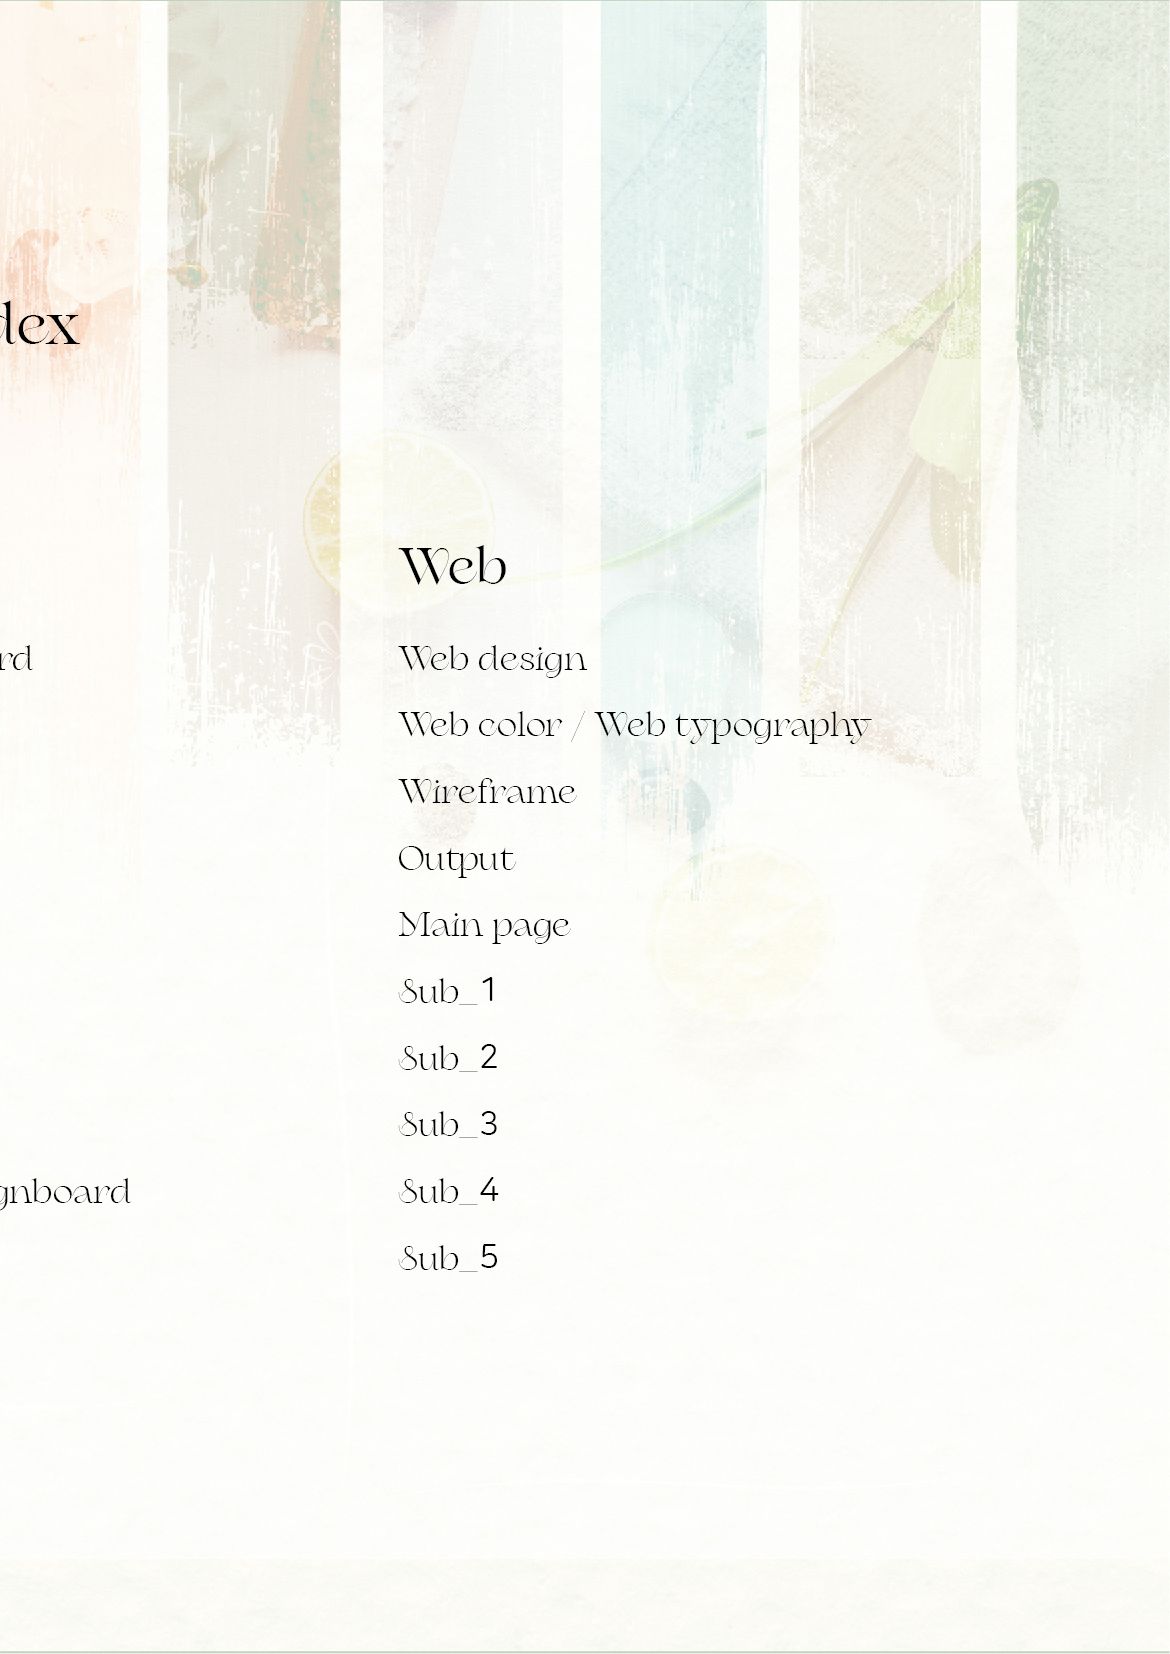 dex
Web
rd
Web design
Web color / Web typography
Wireframe
Output
Main page
Sub_1
Sub_2
Sub_3
Sub_4
gnboard
Sub_5